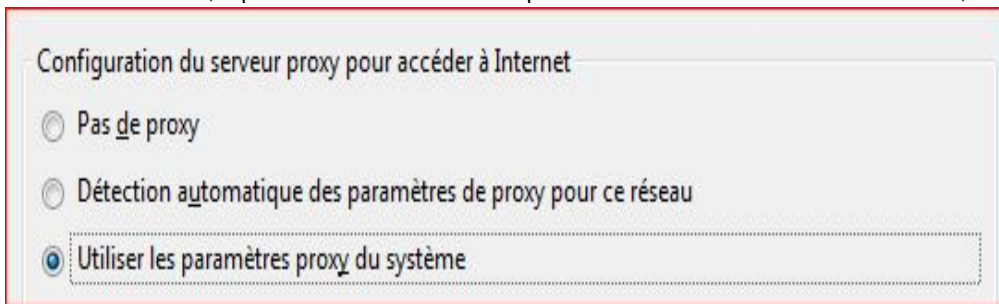 Configuration du serveur proxy pour accéder à Internet
Pas de proxy
Détection automatique des paramètres de proxy pour ce réseau
Utiliser les paramètres proxy du système